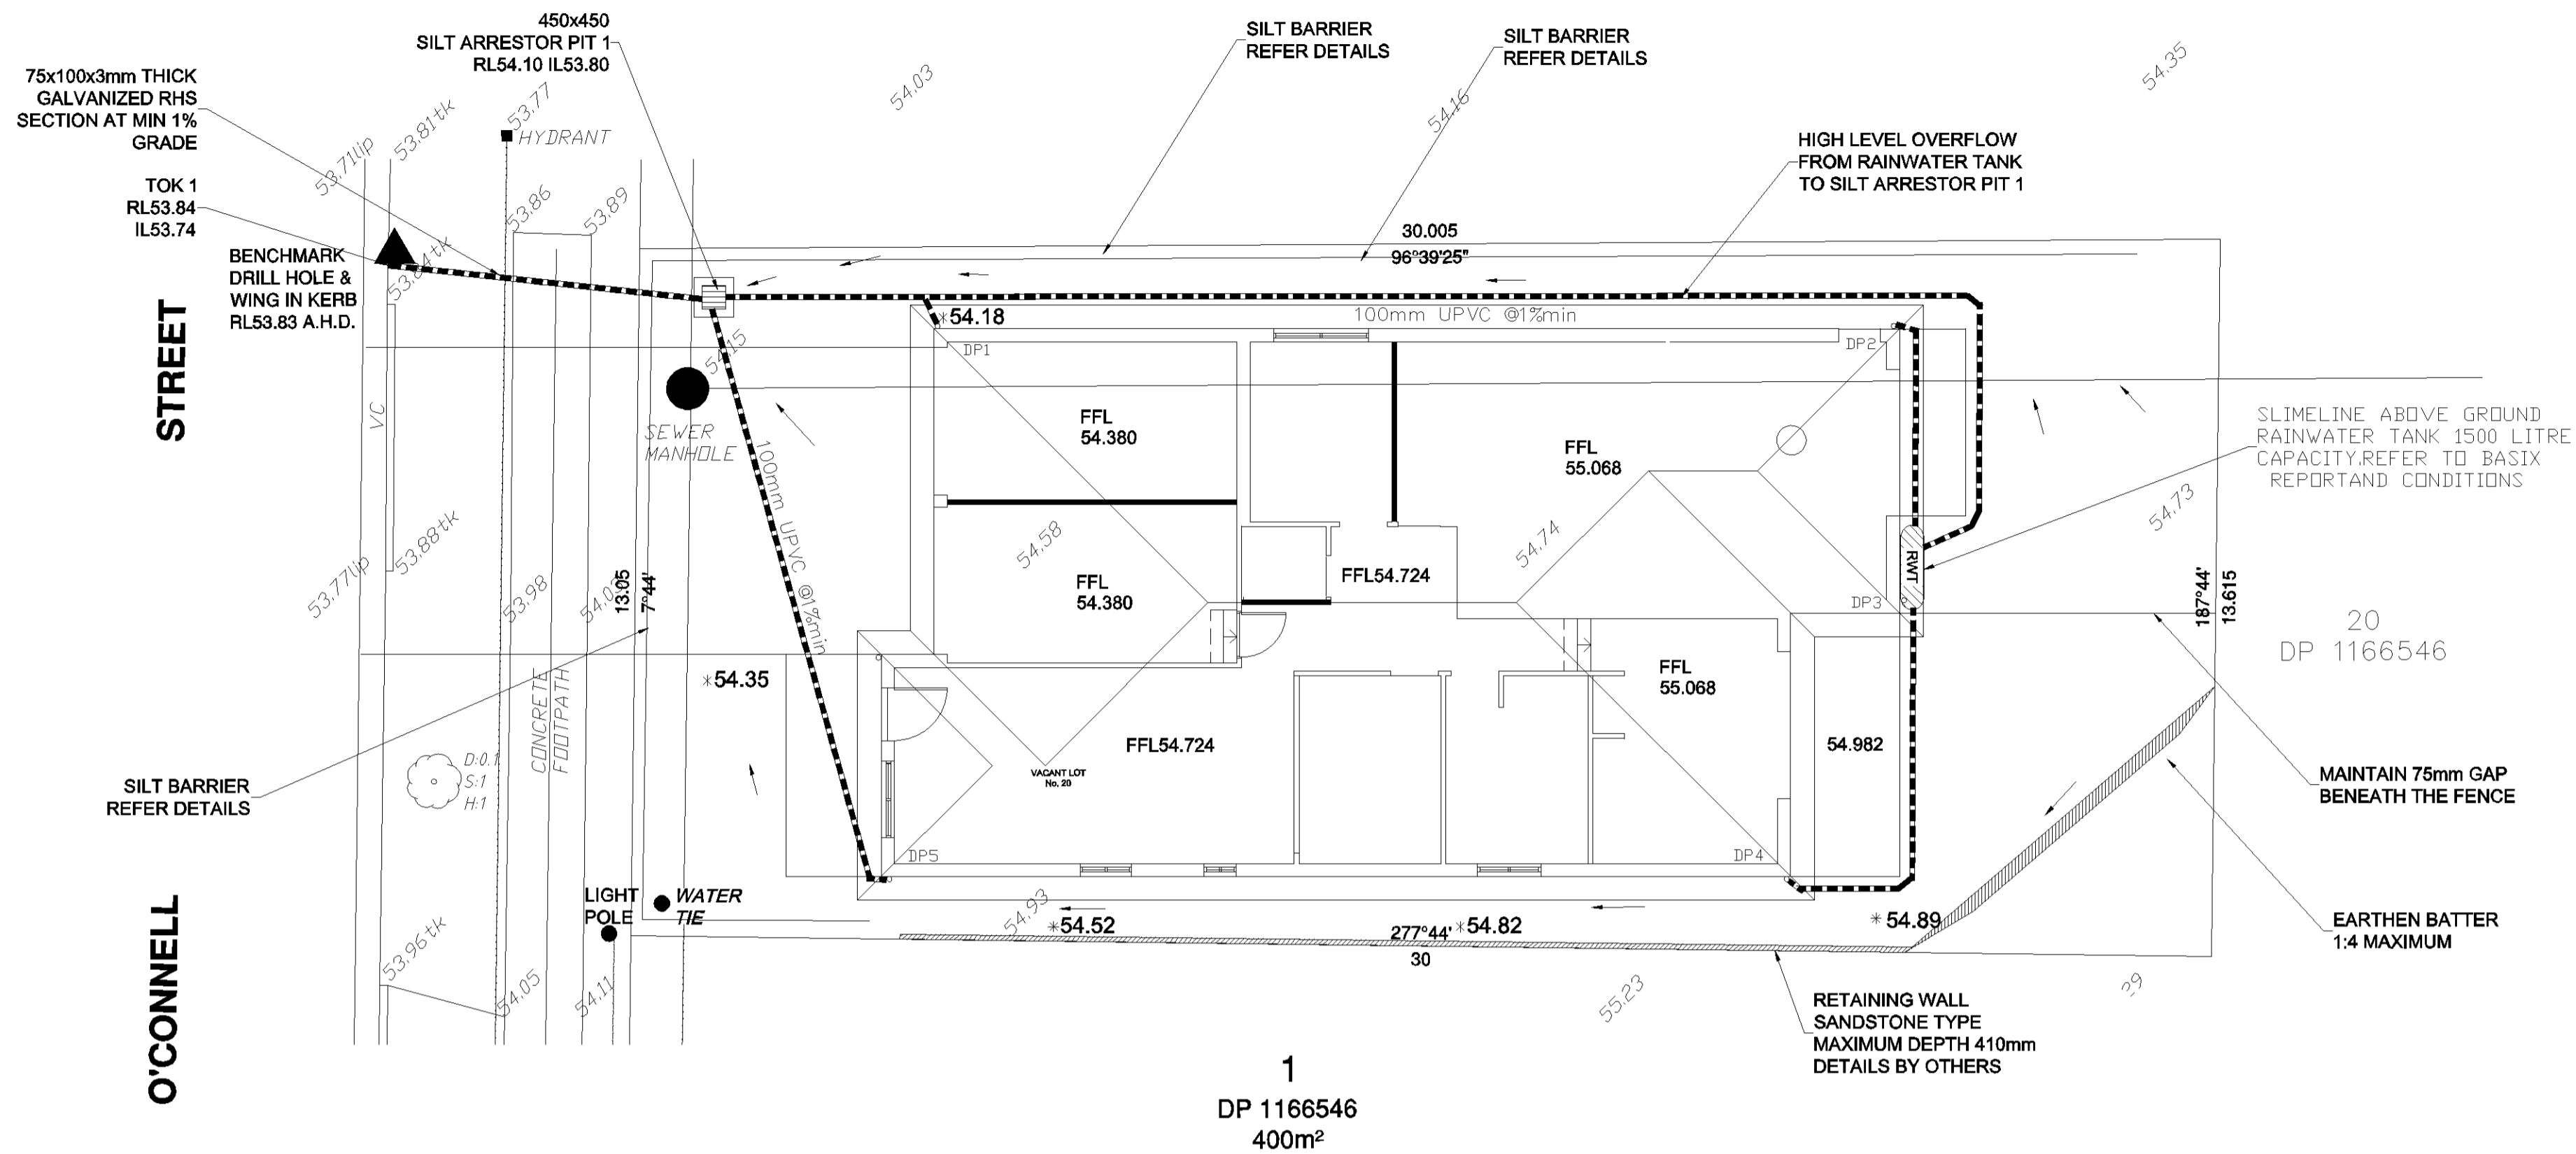 450x450
SILT ARRESTOR PIT 1
RL54.10 IL53.80
SILT BARRIER
REFER DETAILS
SILT BARRIER
REFER DETAILS
54.35
75x100x3mm THICK
GALVANIZED RHS
SECTION AT MIN 1%
GRADE
54.03
54.16
53.77
53.81tk
HYDRANT
53.71lip
HIGH LEVEL OVERFLOW
FROM RAINWATER TANK
TO SILT ARRESTOR PIT 1
TOK 1
RL53.84
IL53.74
53.86
53.89
BENCHMARK
DRILL HOLE &
WING IN KERB
RL53.83 A.H.D.
53.84tk
30.005
96°39'25"
STREET
*54.18
100mm UPVC @1%min
54.15
DP1
DP2
VC
SEWER
MANHOLE
100mm UPVC @1%min
FFL
54.380
FFL
55.068
SLIMELINE ABOVE GROUND
RAINWATER TANK 1500 LITRE
CAPACITY.REFER TO BASIX
REPORTAND CONDITIONS
54.73
53.88tk
53.77lip
53.98
13.05
7°44'
54.58
54.74
FFL
54.380
FFL54.724
RWT
DP3
187°44'
13.615
20
DP 1166546
*54.35
CONCRETE
FOOTPATH
FFL
55.068
FFL54.724
54.982
VACANT LOT
No. 20
D:0.1
S:1
H:1
SILT BARRIER
REFER DETAILS
MAINTAIN 75mm GAP
BENEATH THE FENCE
DP5
DP4
LIGHT
POLE
WATER
TIE
54.93
*54.52
277°44'
*54.82
*54.89
30
EARTHEN BATTER
1:4 MAXIMUM
O'CONNELL
53.96tk
54.05
54.11
55.23
29
RETAINING WALL
SANDSTONE TYPE
MAXIMUM DEPTH 410mm
DETAILS BY OTHERS
1
DP 1166546
400m²